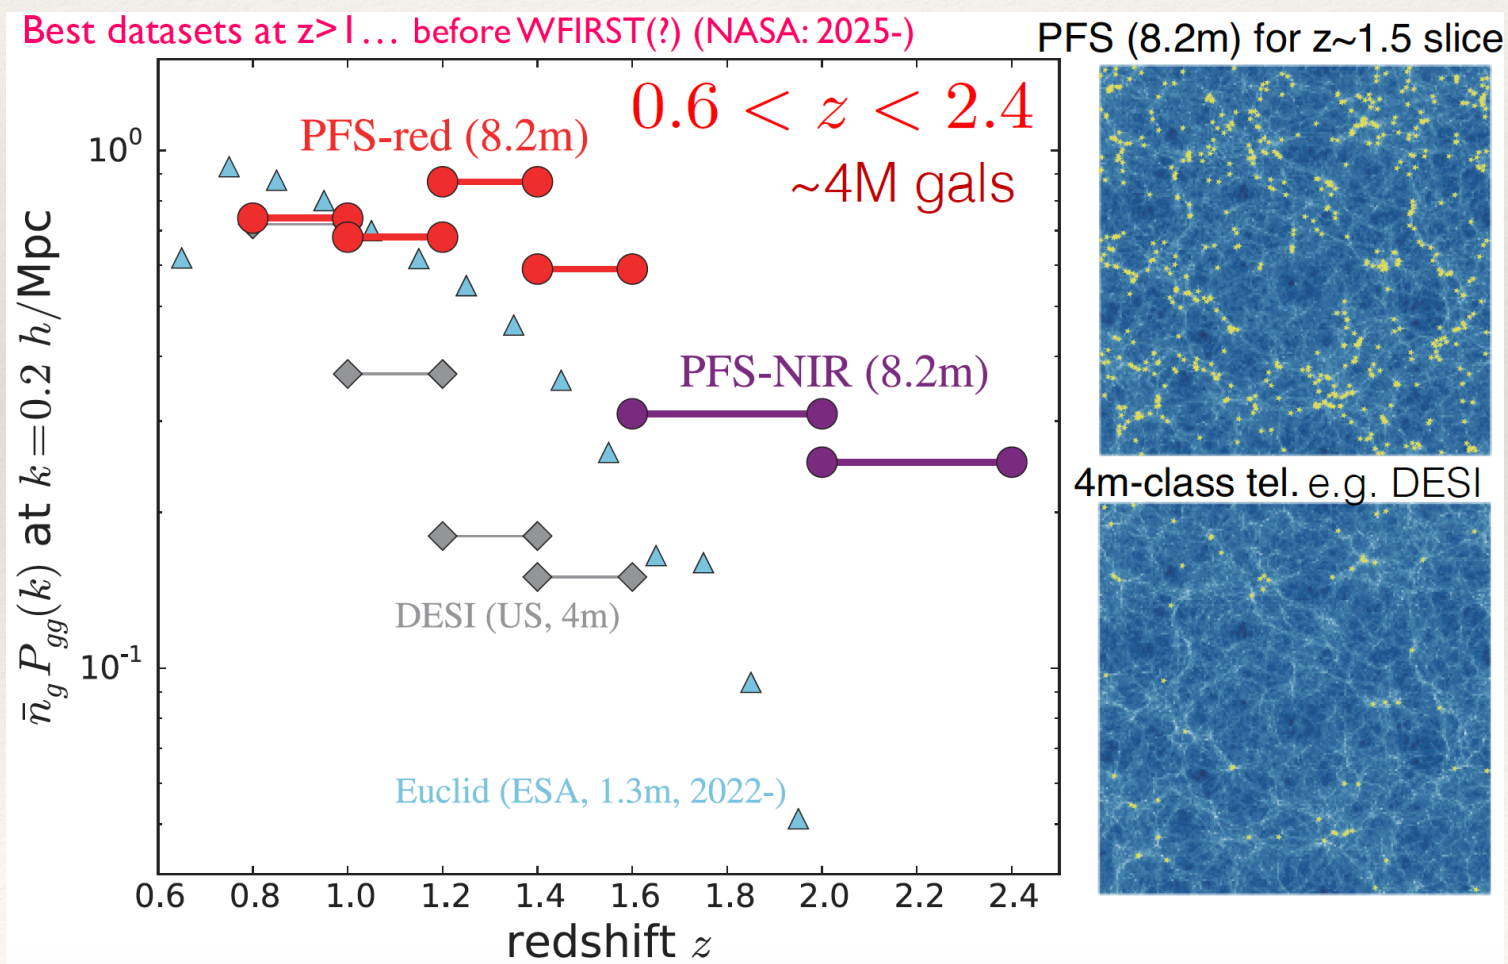 Best datasets at z>1... before WFIRST(?) (NASA: 2025-)
PFS (8.2m) for z~1.5 slice
0.6 < z < 2.4
PFS-red (8.2m)
~4M gals
PFS-NIR (8.2m)
DESI (US, 4m)
Euclid (ESA, 1.3m, 2022-)
10⁰
10⁻¹
n̄_g P_gg(k) at k=0.2 h/Mpc
0.6 0.8 1.0 1.2 1.4 1.6 1.8 2.0 2.2 2.4
redshift z
4m-class tel. e.g. DESI